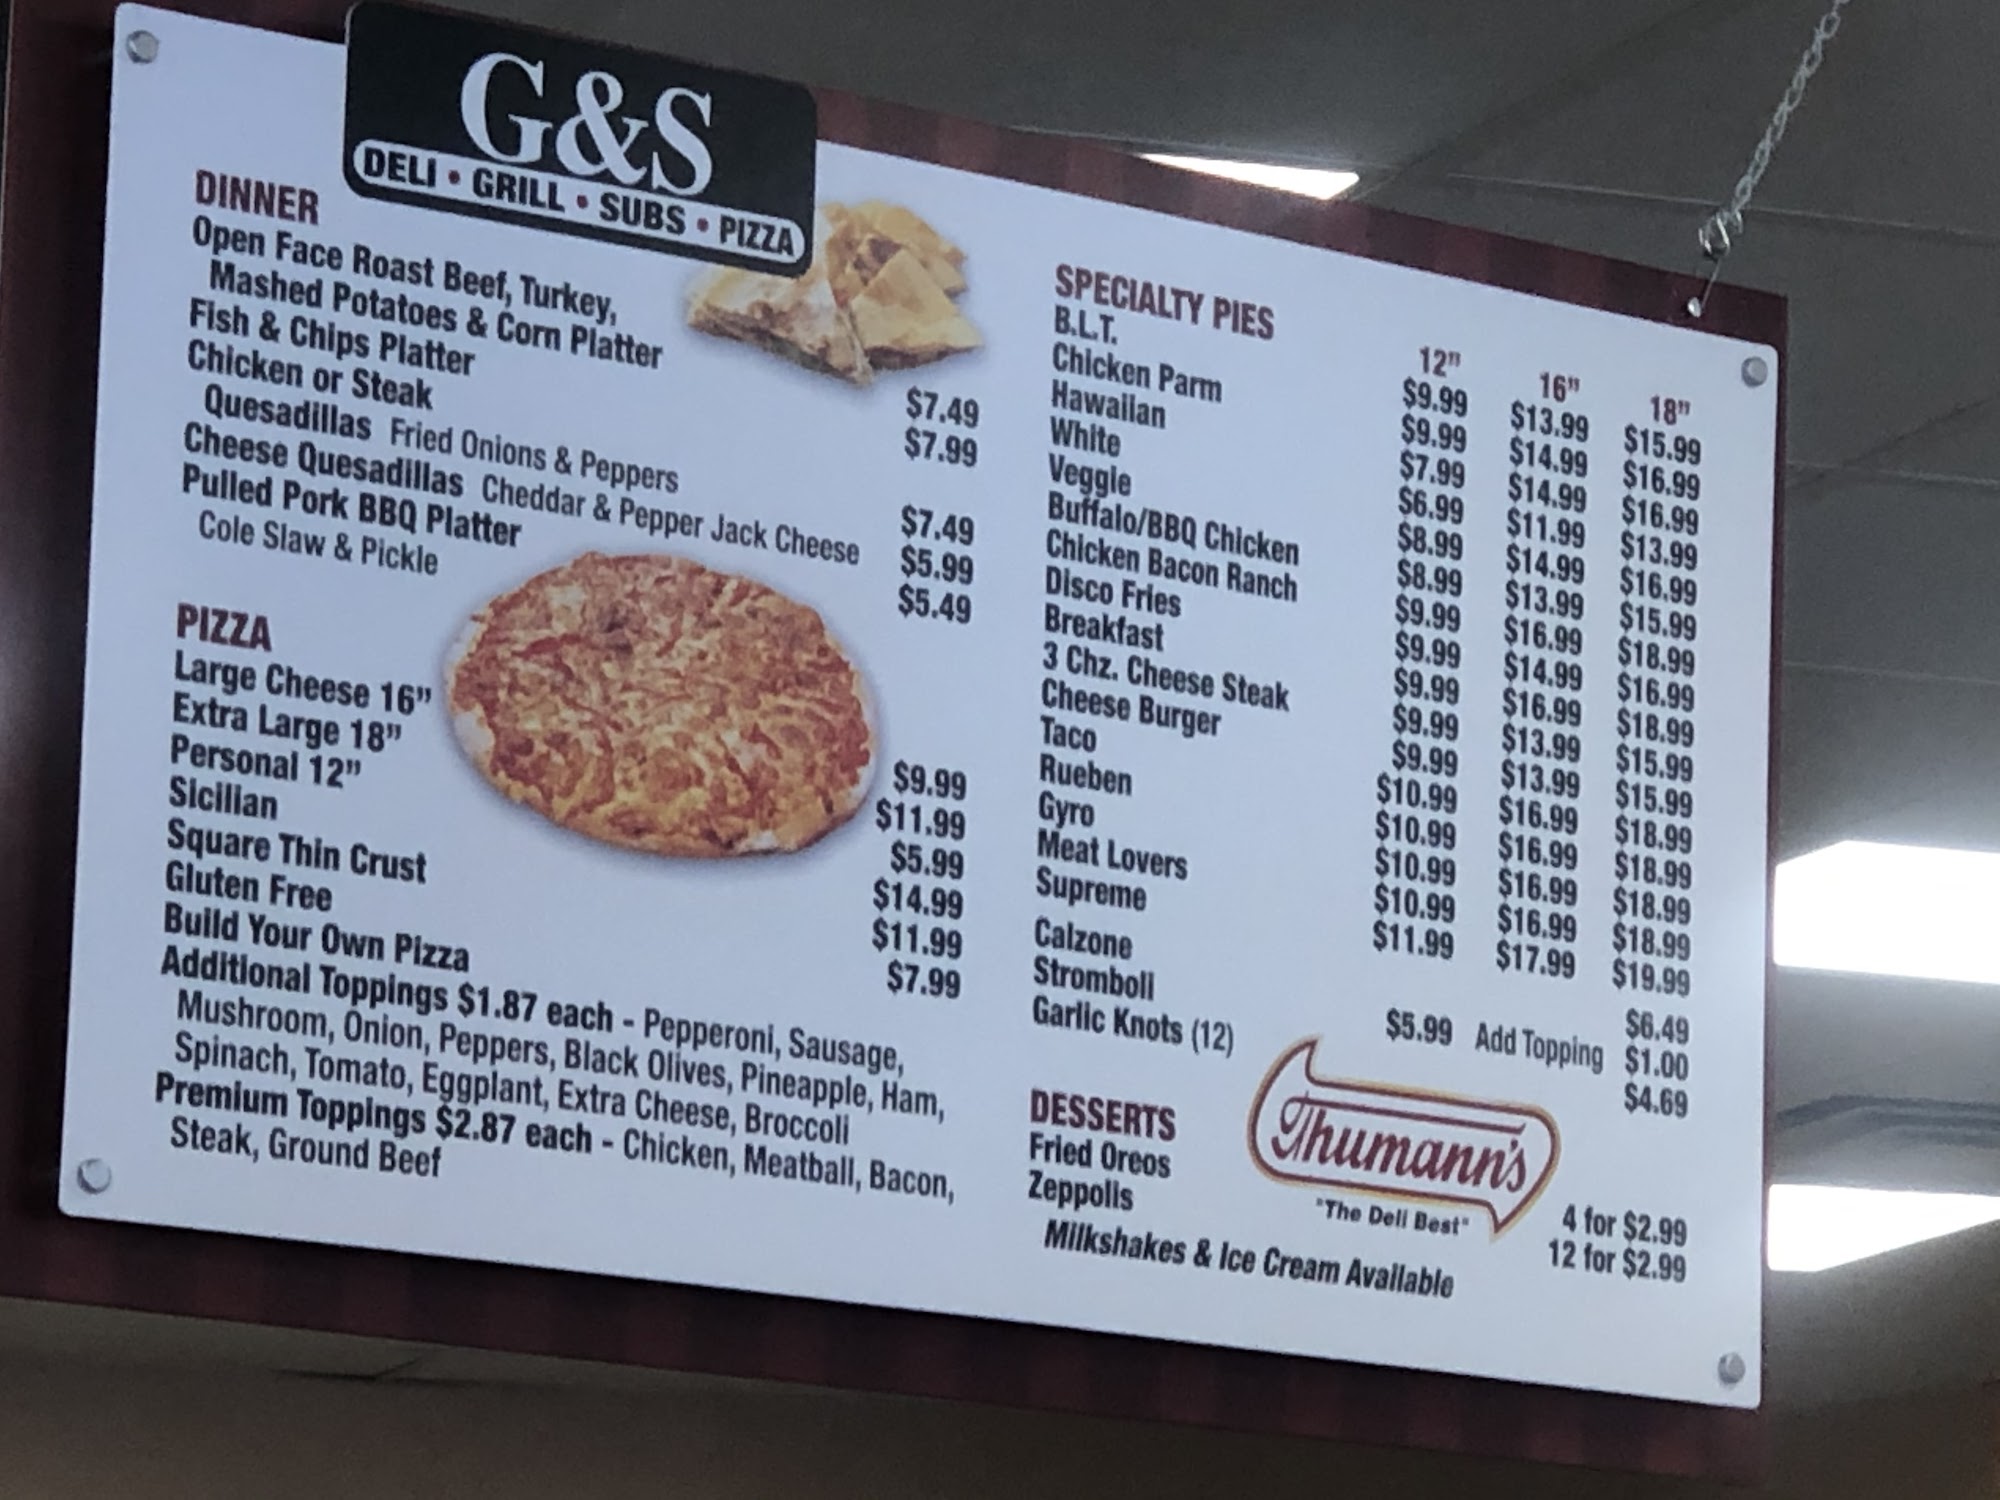 G&S
DELI • GRILL • SUBS • PIZZA
DINNER
Open Face Roast Beef, Turkey,
Mashed Potatoes & Corn Platter $7.49
Fish & Chips Platter $7.99
Chicken or Steak
Quesadillas Fried Onions & Peppers $7.49
Cheese Quesadillas Cheddar & Pepper Jack Cheese $5.99
Pulled Pork BBQ Platter $5.49
Cole Slaw & Pickle
PIZZA
Large Cheese 16” $9.99
Extra Large 18” $11.99
Personal 12” $5.99
Sicilian $14.99
Square Thin Crust $11.99
Gluten Free $7.99
Build Your Own Pizza
Additional Toppings $1.87 each - Pepperoni, Sausage,
Mushroom, Onion, Peppers, Black Olives, Pineapple, Ham,
Spinach, Tomato, Eggplant, Extra Cheese, Broccoli
Premium Toppings $2.87 each - Chicken, Meatball, Bacon,
Steak, Ground Beef
SPECIALTY PIES 12” 16” 18”
B.L.T. $9.99 $13.99 $15.99
Chicken Parm $9.99 $14.99 $16.99
Hawaiian $7.99 $14.99 $16.99
White $6.99 $11.99 $13.99
Veggie $8.99 $14.99 $16.99
Buffalo/BBQ Chicken $8.99 $13.99 $15.99
Chicken Bacon Ranch $9.99 $16.99 $18.99
Disco Fries $9.99 $14.99 $16.99
Breakfast $9.99 $16.99 $18.99
3 Chz. Cheese Steak $9.99 $13.99 $15.99
Cheese Burger $9.99 $13.99 $15.99
Taco $10.99 $16.99 $18.99
Rueben $10.99 $16.99 $18.99
Gyro $10.99 $16.99 $18.99
Meat Lovers $10.99 $16.99 $18.99
Supreme $11.99 $17.99 $19.99
Calzone $6.49
Stromboli $5.99 Add Topping $1.00
Garlic Knots (12) $4.69
DESSERTS
Fried Oreos 4 for $2.99
Zeppolis 12 for $2.99
Milkshakes & Ice Cream Available
Thumann's
"The Deli Best"